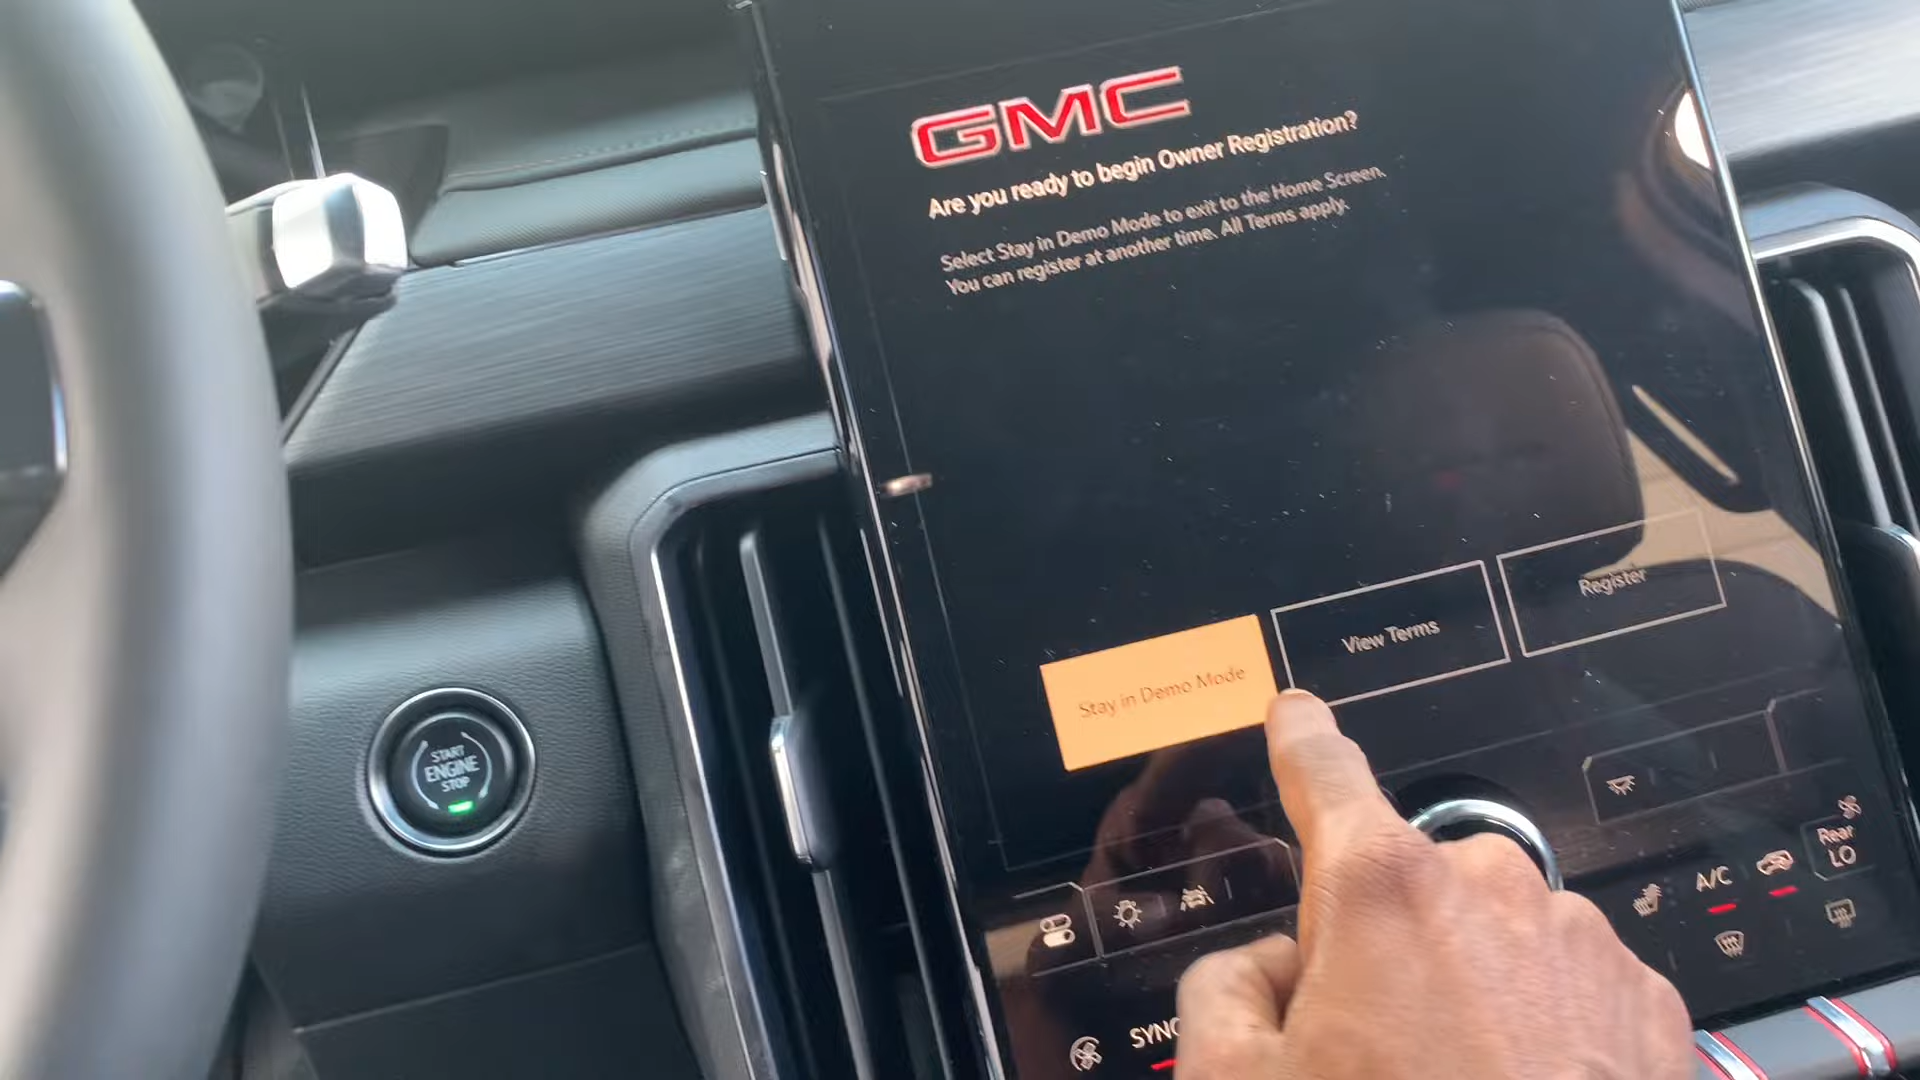 GMC
Are you ready to begin Owner Registration?
Select Stay in Demo Mode to exit to the Home Screen.
You can register at another time. All Terms apply.
Stay in Demo Mode
View Terms
Register
START
ENGINE
STOP
Rear
LO
A/C
SYNC